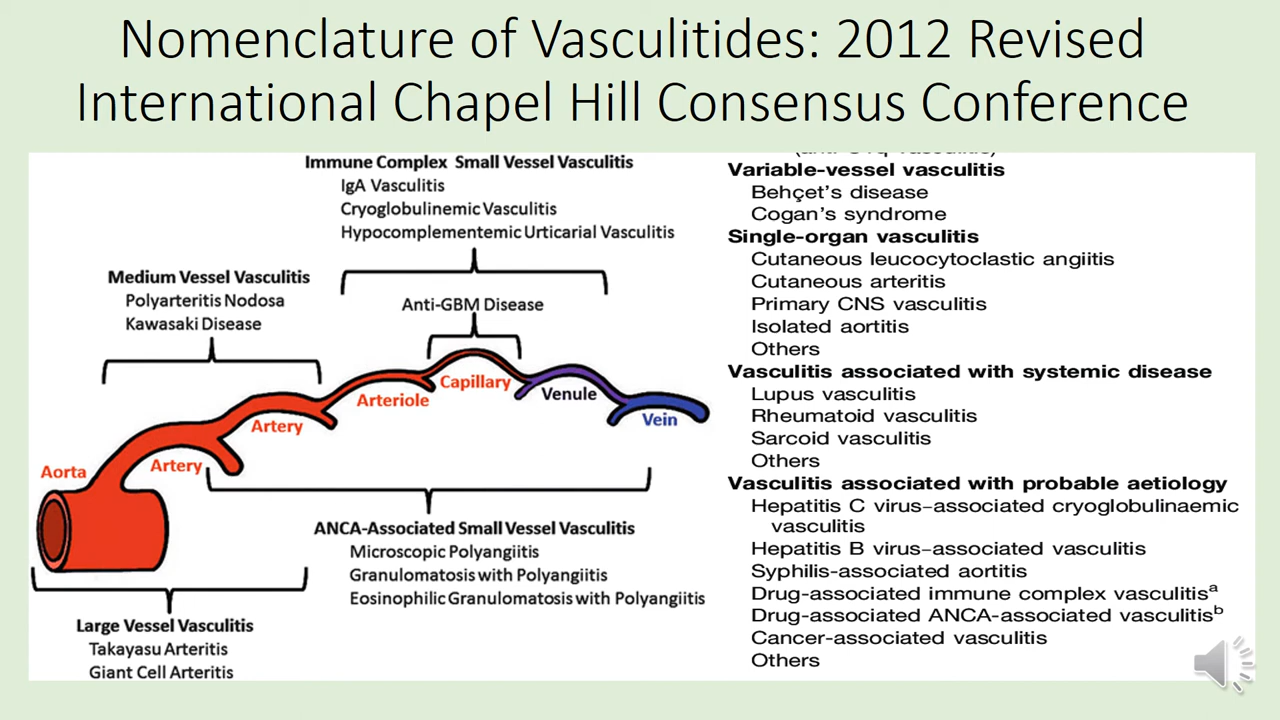 Nomenclature of Vasculitides: 2012 Revised
International Chapel Hill Consensus Conference
Immune Complex Small Vessel Vasculitis
IgA Vasculitis
Cryoglobulinemic Vasculitis
Hypocomplementemic Urticarial Vasculitis
Medium Vessel Vasculitis
Polyarteritis Nodosa
Kawasaki Disease
Anti-GBM Disease
Capillary
Arteriole
Venule
Vein
Artery
Artery
Aorta
ANCA-Associated Small Vessel Vasculitis
Microscopic Polyangiitis
Granulomatosis with Polyangiitis
Eosinophilic Granulomatosis with Polyangiitis
Large Vessel Vasculitis
Takayasu Arteritis
Giant Cell Arteritis
Variable-vessel vasculitis
Behçet's disease
Cogan's syndrome
Single-organ vasculitis
Cutaneous leucocytoclastic angiitis
Cutaneous arteritis
Primary CNS vasculitis
Isolated aortitis
Others
Vasculitis associated with systemic disease
Lupus vasculitis
Rheumatoid vasculitis
Sarcoid vasculitis
Others
Vasculitis associated with probable aetiology
Hepatitis C virus–associated cryoglobulinaemic
vasculitis
Hepatitis B virus–associated vasculitis
Syphilis-associated aortitis
Drug-associated immune complex vasculitisᵃ
Drug-associated ANCA-associated vasculitisᵇ
Cancer-associated vasculitis
Others